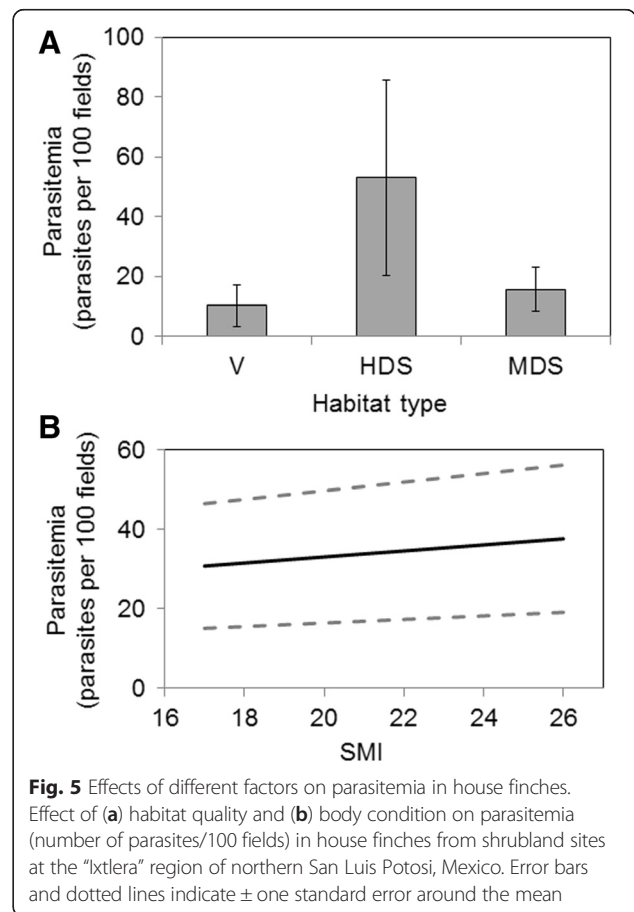 A
100
80
60
40
20
0
Parasitemia
(parasites per 100 fields)
V HDS MDS
Habitat type
B
60
40
20
0
Parasitemia
(parasites per 100 fields)
16 18 20 22 24 26
SMI
Fig. 5 Effects of different factors on parasitemia in house finches.
Effect of (a) habitat quality and (b) body condition on parasitemia
(number of parasites/100 fields) in house finches from shrubland sites
at the “Ixtlera” region of northern San Luis Potosi, Mexico. Error bars
and dotted lines indicate ± one standard error around the mean